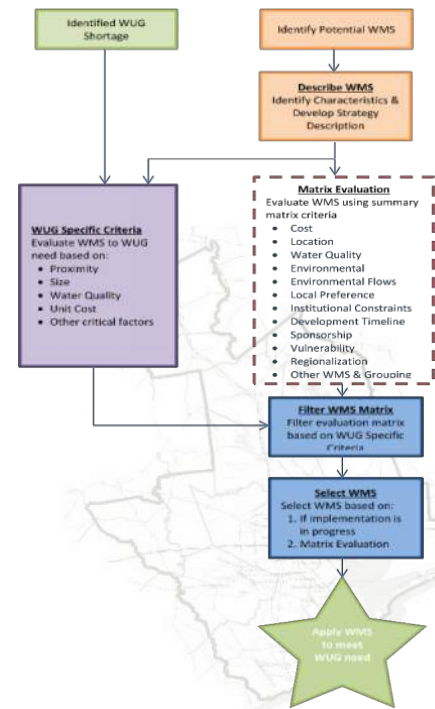 Identified WUG
Shortage
Identify Potential WMS
Describe WMS
Identify Characteristics &
Develop Strategy
Description
WUG Specific Criteria
Evaluate WMS to WUG
need based on:
• Proximity
• Size
• Water Quality
• Unit Cost
• Other critical factors
Matrix Evaluation
Evaluate WMS using summary
matrix criteria
• Cost
• Location
• Water Quality
• Environmental
• Environmental Flows
• Local Preference
• Institutional Constraints
• Development Timeline
• Sponsorship
• Vulnerability
• Regionalization
• Other WMS & Grouping
Filter WMS Matrix
Filter evaluation matrix
based on WUG Specific
Criteria
Select WMS
Select WMS based on:
1. If implementation is
in progress
2. Matrix Evaluation
Apply WMS
to meet
WUG need